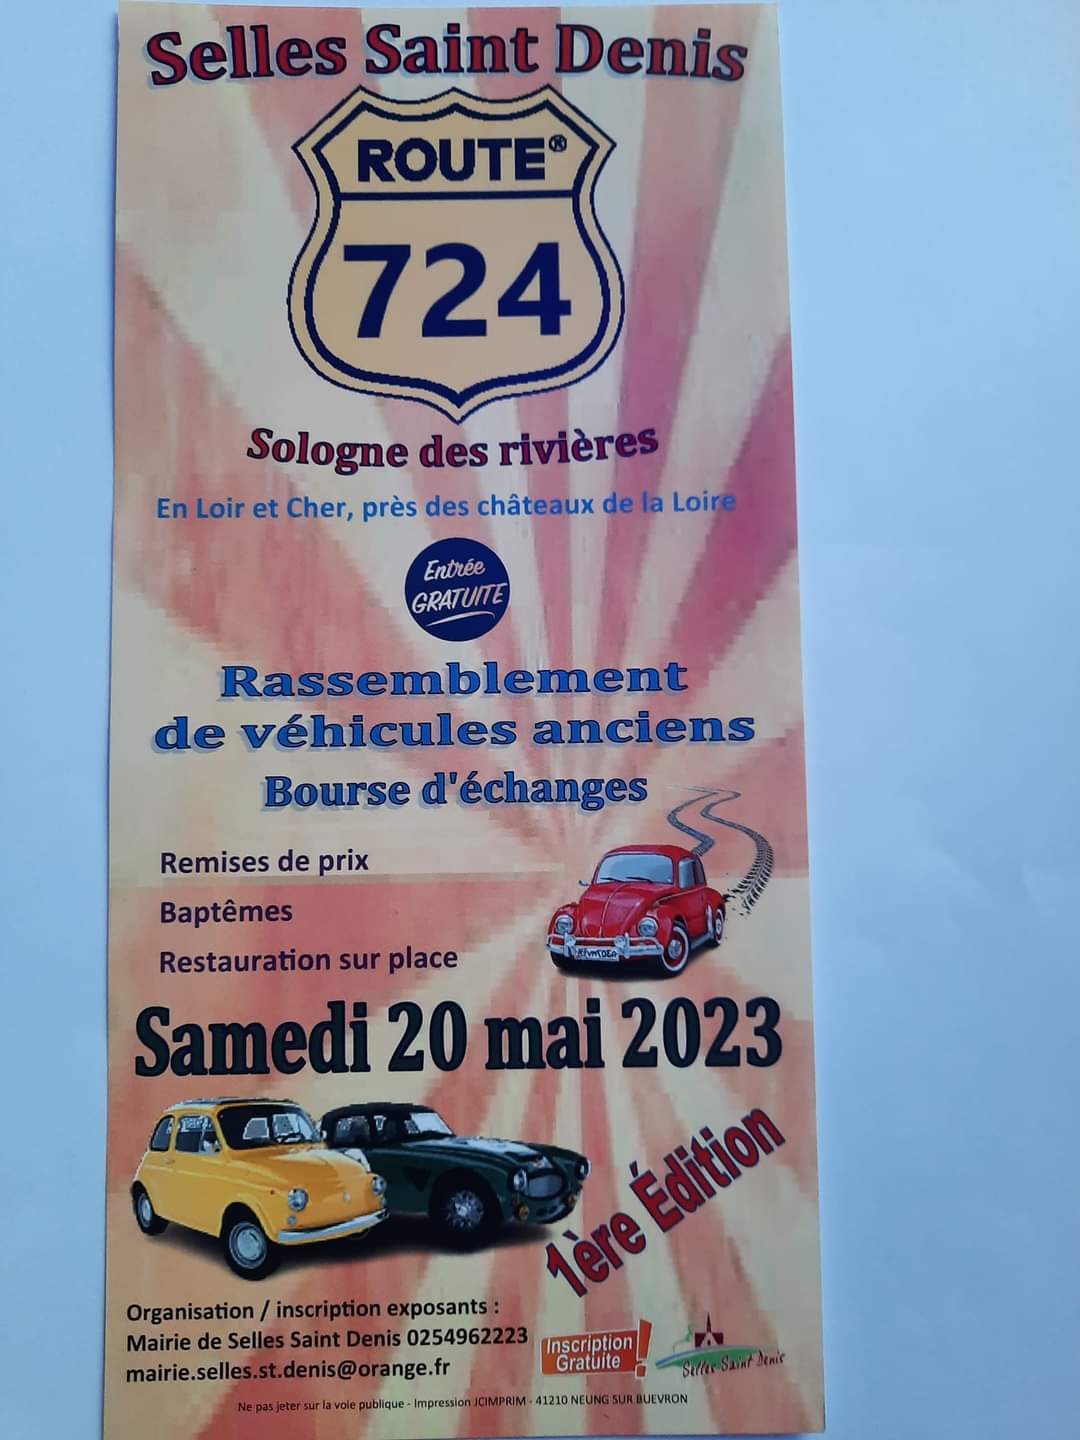 Selles Saint Denis
ROUTE®
724
Sologne des rivières
En Loir et Cher, près des châteaux de la Loire
Entrée
GRATUITE
Rassemblement
de véhicules anciens
Bourse d'échanges
Remises de prix
Baptêmes
Restauration sur place
Samedi 20 mai 2023
1ère Édition
Organisation / inscription exposants :
Mairie de Selles Saint Denis 0254962223
mairie.selles.st.denis@orange.fr
Inscription
Gratuite !
Selles-Saint Denis
Ne pas jeter sur la voie publique - Impression JCIMPRIM - 41210 NEUNG SUR BUEVRON